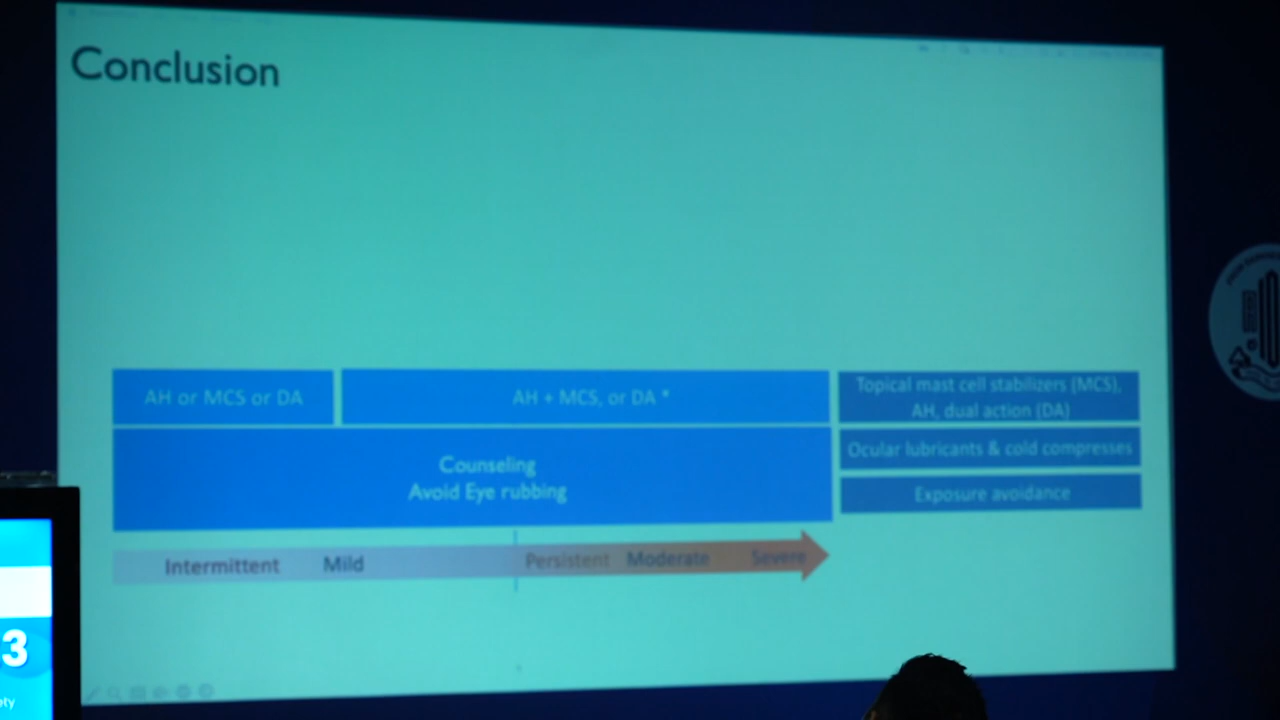 Conclusion
AH or MCS or DA
AH + MCS, or DA *
Topical mast cell stabilizers (MCS),
AH, dual action (DA)
Counseling
Avoid Eye rubbing
Ocular lubricants & cold compresses
Exposure avoidance
Intermittent Mild Persistent Moderate Severe
3